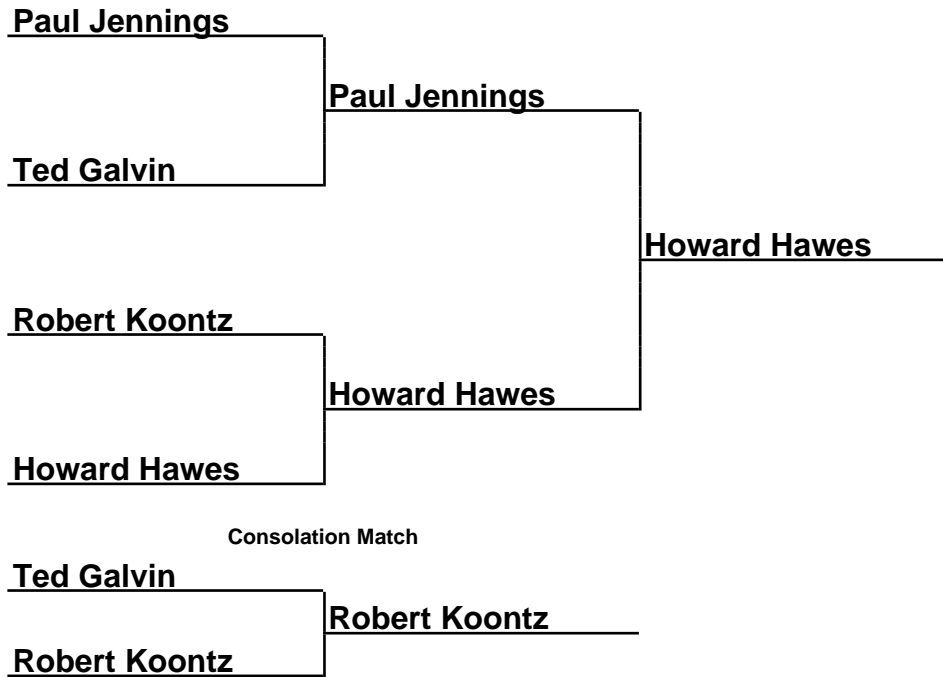 Paul Jennings
Paul Jennings
Ted Galvin
Howard Hawes
Robert Koontz
Howard Hawes
Howard Hawes
Consolation Match
Ted Galvin
Robert Koontz
Robert Koontz